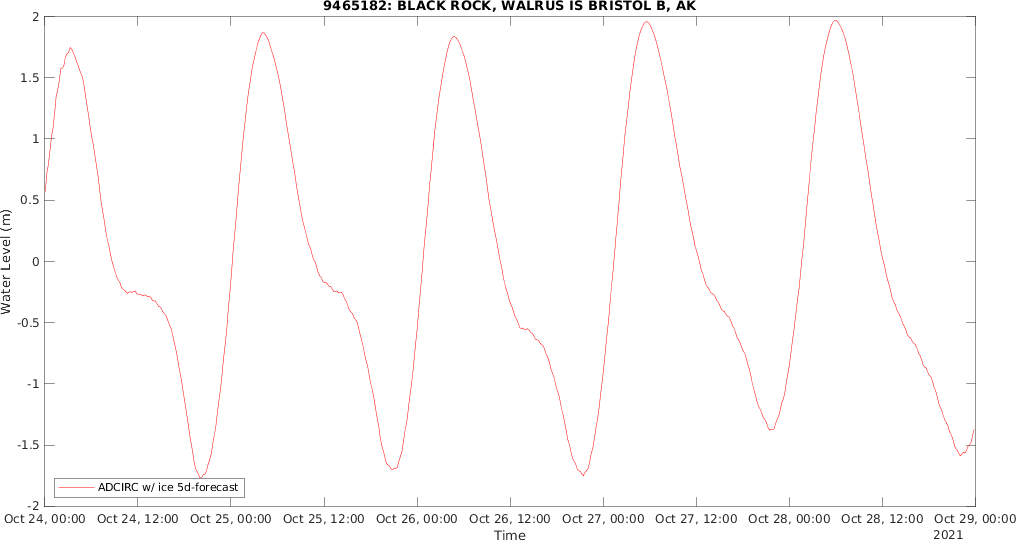 9465182: BLACK ROCK, WALRUS IS BRISTOL B, AK
2
1.5
1
0.5
0
-0.5
-1
-1.5
-2
Water Level (m)
ADCIRC w/ ice 5d-forecast
Oct 24, 00:00 Oct 24, 12:00 Oct 25, 00:00 Oct 25, 12:00 Oct 26, 00:00 Oct 26, 12:00 Oct 27, 00:00 Oct 27, 12:00 Oct 28, 00:00 Oct 28, 12:00 Oct 29, 00:00
Time
2021